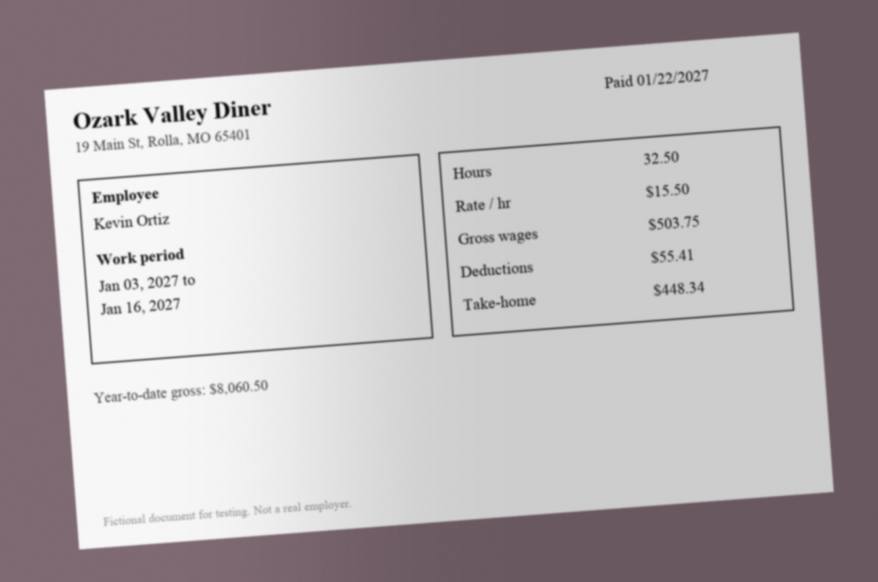 Ozark Valley Diner
19 Main St, Rolla, MO 65401
Paid 01/22/2027
Employee
Kevin Ortiz
Work period
Jan 03, 2027 to
Jan 16, 2027
Hours 32.50
Rate / hr $15.50
Gross wages $503.75
Deductions $55.41
Take-home $448.34
Year-to-date gross: $8,060.50
Fictional document for testing. Not a real employer.